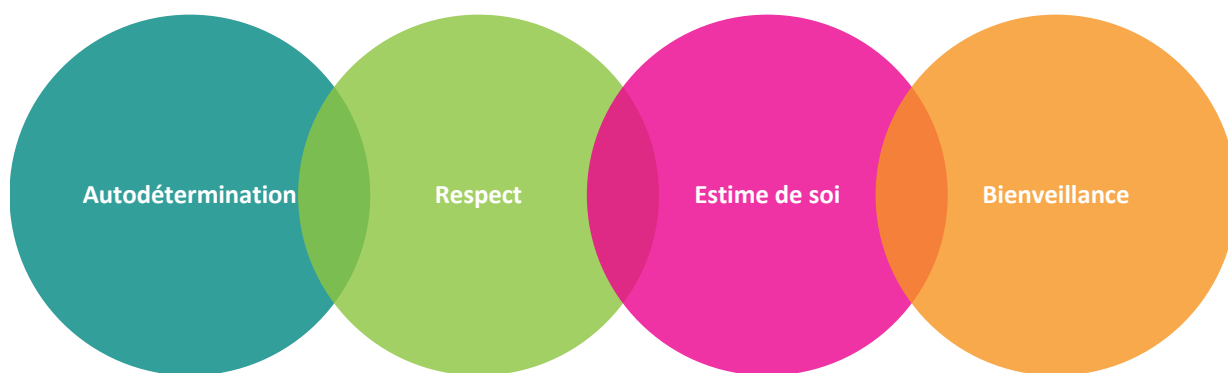 Autodétermination
Respect
Estime de soi
Bienveillance